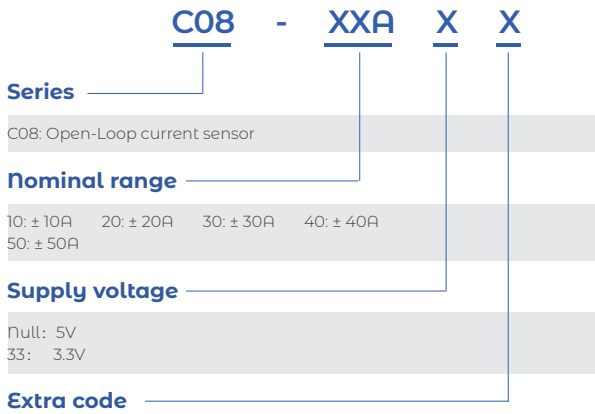 C08 - XXA X X
Series
C08: Open-Loop current sensor
Nominal range
10: ± 10A 20: ± 20A 30: ± 30A 40: ± 40A
50: ± 50A
Supply voltage
Null: 5V
33: 3.3V
Extra code